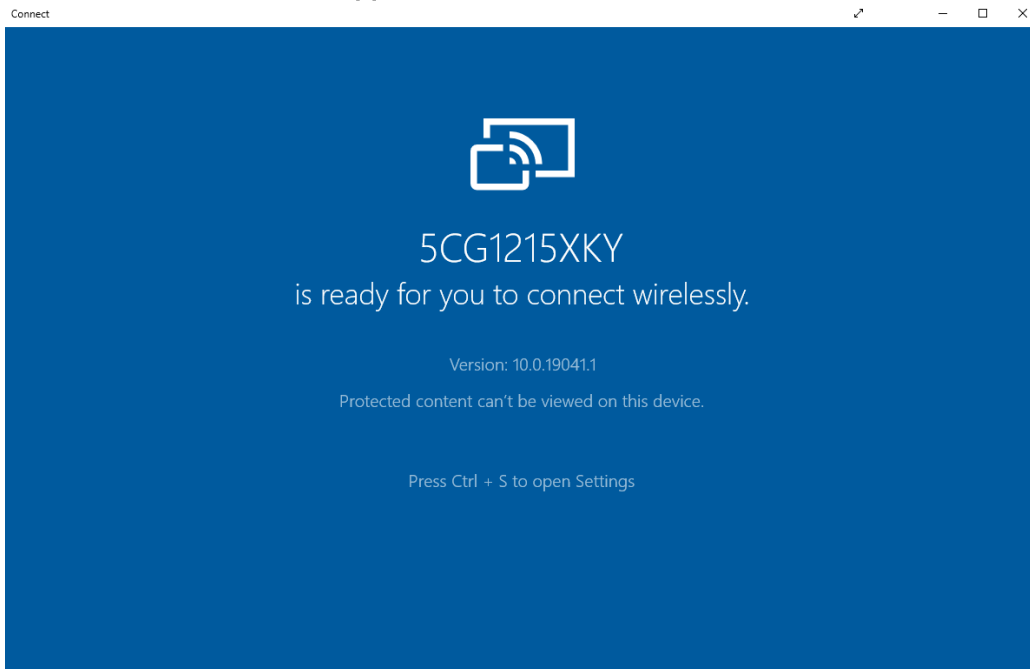 Connect
5CG1215XKY
is ready for you to connect wirelessly.
Version: 10.0.19041.1
Protected content can't be viewed on this device.
Press Ctrl + S to open Settings